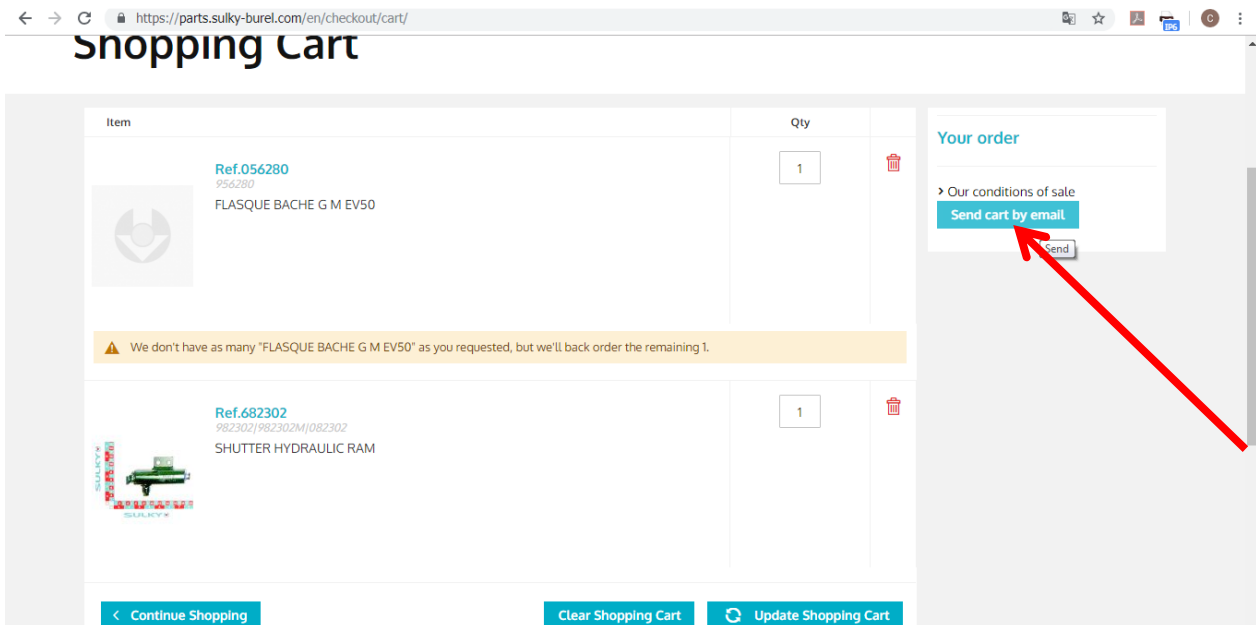 https://parts.sulky-burel.com/en/checkout/cart/
IPG
C
Shopping Cart
Item
Qty
Your order
Ref.056280
956280
FLASQUE BACHE G M EV50
1
> Our conditions of sale
Send cart by email
Send
We don't have as many "FLASQUE BACHE G M EV50" as you requested, but we'll back order the remaining 1.
Ref.682302
982302|982302M|082302
SHUTTER HYDRAULIC RAM
1
SULKY
SULKY
< Continue Shopping
Clear Shopping Cart
Update Shopping Cart